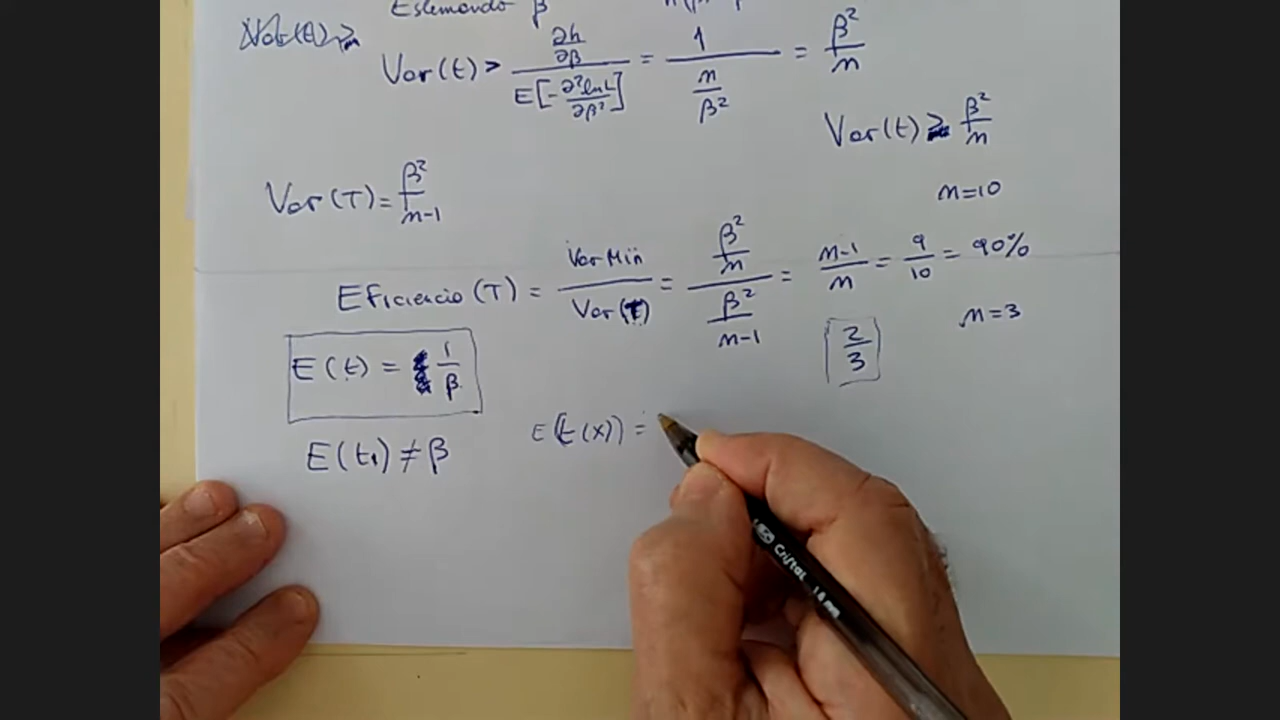 Estimando β
Var(t) > ∂h/∂β / E[-∂²lnL/∂β²] = 1 / (n/β²) = β²/n
Var(t) ≥ β²/n
Var(T) = β²/n-1
n=10
Eficiencia (T) = Var Min / Var(T) = (β²/n) / (β²/n-1) = n-1/n = 9/10 = 90%
n=3
2/3
E(t) = 1/β
E(t(x)) =
E(t₁) ≠ β
Cristal